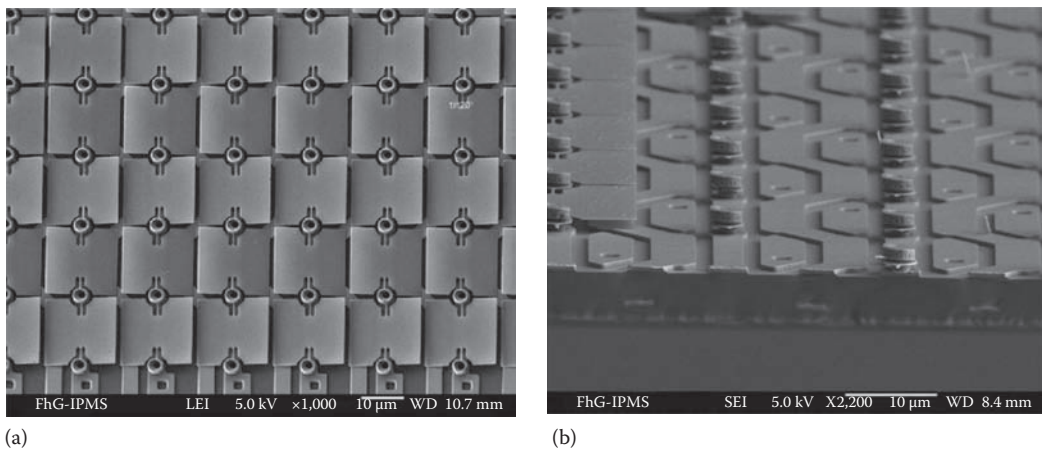 FhG-IPMS LEI 5.0 kV ×1,000 10 μm WD 10.7 mm
FhG-IPMS SEI 5.0 kV X2,200 10 μm WD 8.4 mm
(a)
(b)